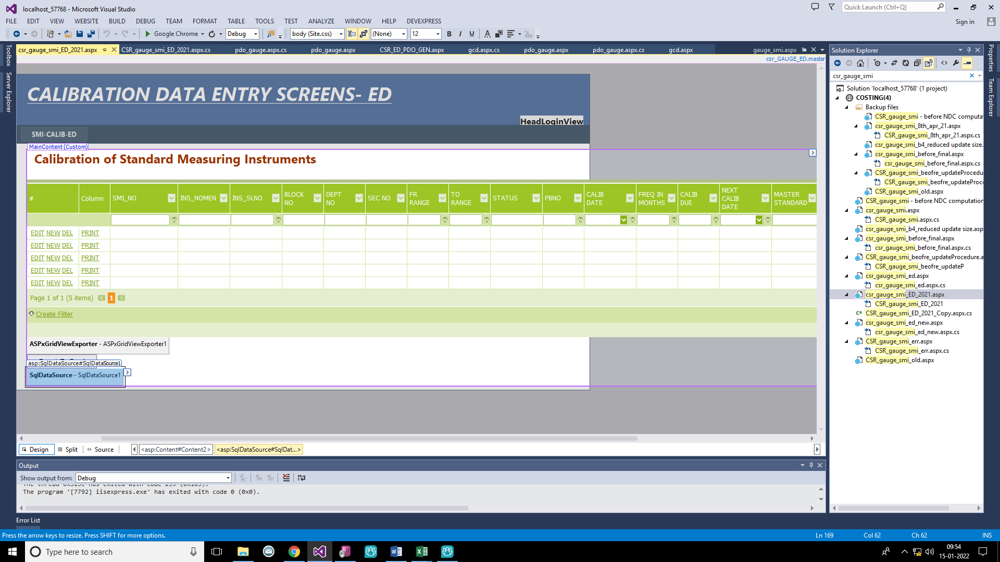 localhost_57768 - Microsoft Visual Studio
Quick Launch (Ctrl+Q)
FILE EDIT VIEW WEBSITE BUILD DEBUG TEAM FORMAT TABLE TOOLS TEST ANALYZE WINDOW HELP DEVEXPRESS
Sign in
Google Chrome Debug body (Site.css) (None) 12 B I U A
Toolbox
Server Explorer
csr_gauge_smi_ED_2021.aspx CSR_gauge_smi_ED_2021.aspx.cs pdo_gauge.aspx.cs pdo_gauge.aspx CSR_ED_PDO_GEN.aspx gcd.aspx.cs pdo_gauge.aspx pdo_gauge.aspx.cs gcd.aspx gauge_smi.aspx
csr_GAUGE_ED.master
CALIBRATION DATA ENTRY SCREENS- ED
HeadLoginView
SMI-CALIB-ED
MainContent (Custom)
Calibration of Standard Measuring Instruments
# Column SMI_NO INS_NOMEN INS_SLNO BLOCK NO DEPT NO SEC NO FR RANGE TO RANGE STATUS PBNO CALIB DATE FREQ IN MONTHS CALIB DUE NEXT CALIB DATE MASTER STANDARD
EDIT NEW DEL PRINT
EDIT NEW DEL PRINT
EDIT NEW DEL PRINT
EDIT NEW DEL PRINT
EDIT NEW DEL PRINT
Page 1 of 1 (5 items) 1
Create Filter
ASPxGridViewExporter - ASPxGridViewExporter1
asp:SqlDataSource#SqlDataSource1
SqlDataSource - SqlDataSource1
Design Split Source <asp:Content#Content2> <asp:SqlDataSource#SqlDat...>
Output
Show output from: Debug
The program '[7792] iisexpress.exe' has exited with code 0 (0x0).
Error List
Press the arrow keys to resize. Press SHIFT for more options.
Ln 169 Col 62 Ch 62 INS
Solution Explorer
csr_gauge_smi
Solution 'localhost_57768' (1 project)
COSTING(4)
Backup files
CSR_gauge_smi - before NDC computa
csr_gauge_smi_8th_apr_21.aspx
CSR_gauge_smi_8th_apr_21.aspx.cs
csr_gauge_smi_b4_reduced update size.
csr_gauge_smi_before_final.aspx
csr_gauge_smi_before_final.aspx.cs
CSR_gauge_smi_beofre_updateProcedu
CSR_gauge_smi_beofre_updateProce
CSR_gauge_smi_old.aspx
CSR_gauge_smi - before NDC computation
csr_gauge_smi.aspx
CSR_gauge_smi.aspx.cs
csr_gauge_smi_b4_reduced update size.asp
csr_gauge_smi_before_final.aspx
csr_gauge_smi_before_final.aspx.cs
CSR_gauge_smi_beofre_updateProcedure.a
CSR_gauge_smi_beofre_updateP
csr_gauge_smi_ed.aspx
csr_gauge_smi_ed.aspx.cs
csr_gauge_smi_ED_2021.aspx
CSR_gauge_smi_ED_2021
C# CSR_gauge_smi_ED_2021_Copy.aspx.cs
csr_gauge_smi_ed_new.aspx
csr_gauge_smi_ed_new.aspx.cs
CSR_gauge_smi_err.aspx
CSR_gauge_smi_err.aspx.cs
CSR_gauge_smi_old.aspx
Properties
Team Explorer
Type here to search
09:54
15-01-2022